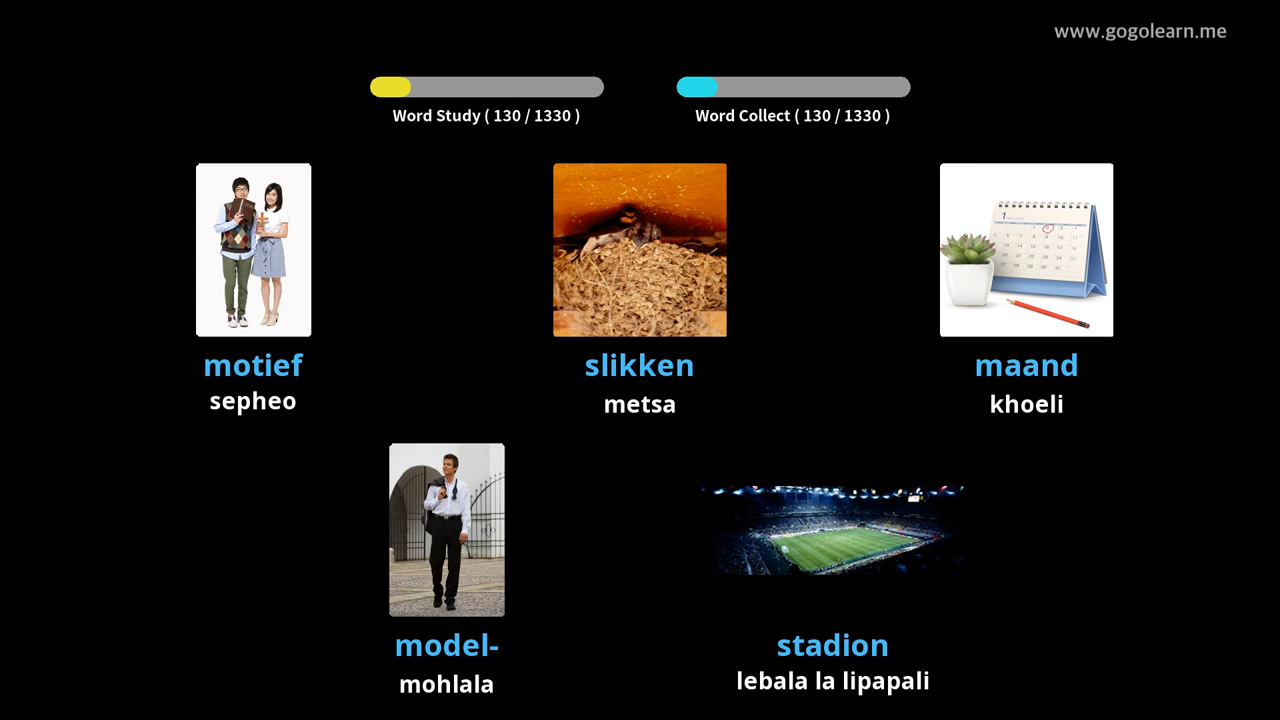 www.gogolearn.me
Word Study ( 130 / 1330 )
Word Collect ( 130 / 1330 )
motief
sepheo
slikken
metsa
maand
khoeli
model-
mohlala
stadion
lebala la lipapali